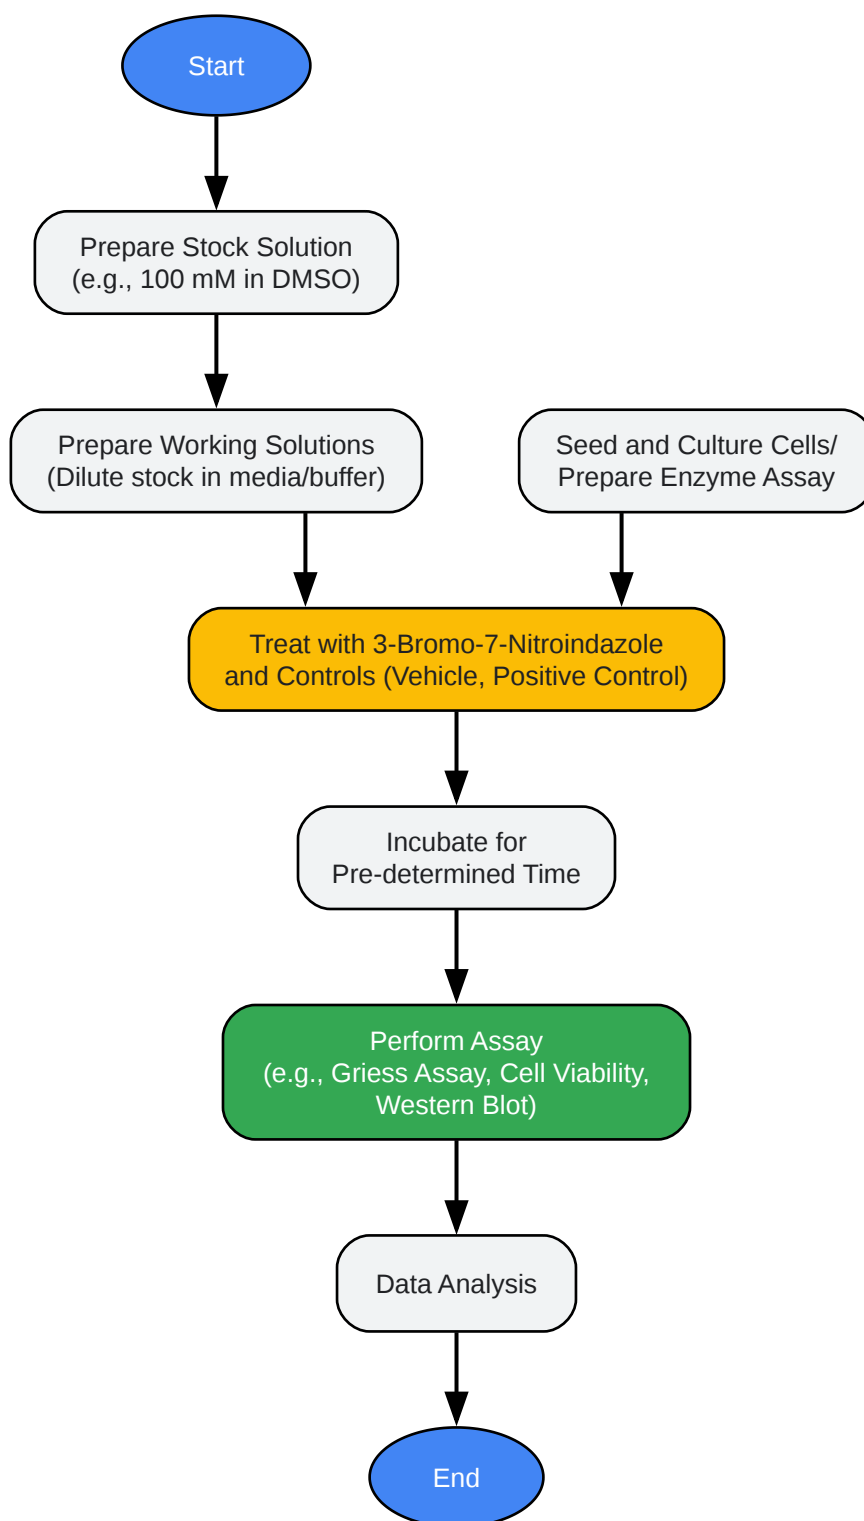 Start
Prepare Stock Solution
(e.g., 100 mM in DMSO)
Prepare Working Solutions
(Dilute stock in media/buffer)
Seed and Culture Cells/
Prepare Enzyme Assay
Treat with 3-Bromo-7-Nitroindazole
and Controls (Vehicle, Positive Control)
Incubate for
Pre-determined Time
Perform Assay
(e.g., Griess Assay, Cell Viability,
Western Blot)
Data Analysis
End